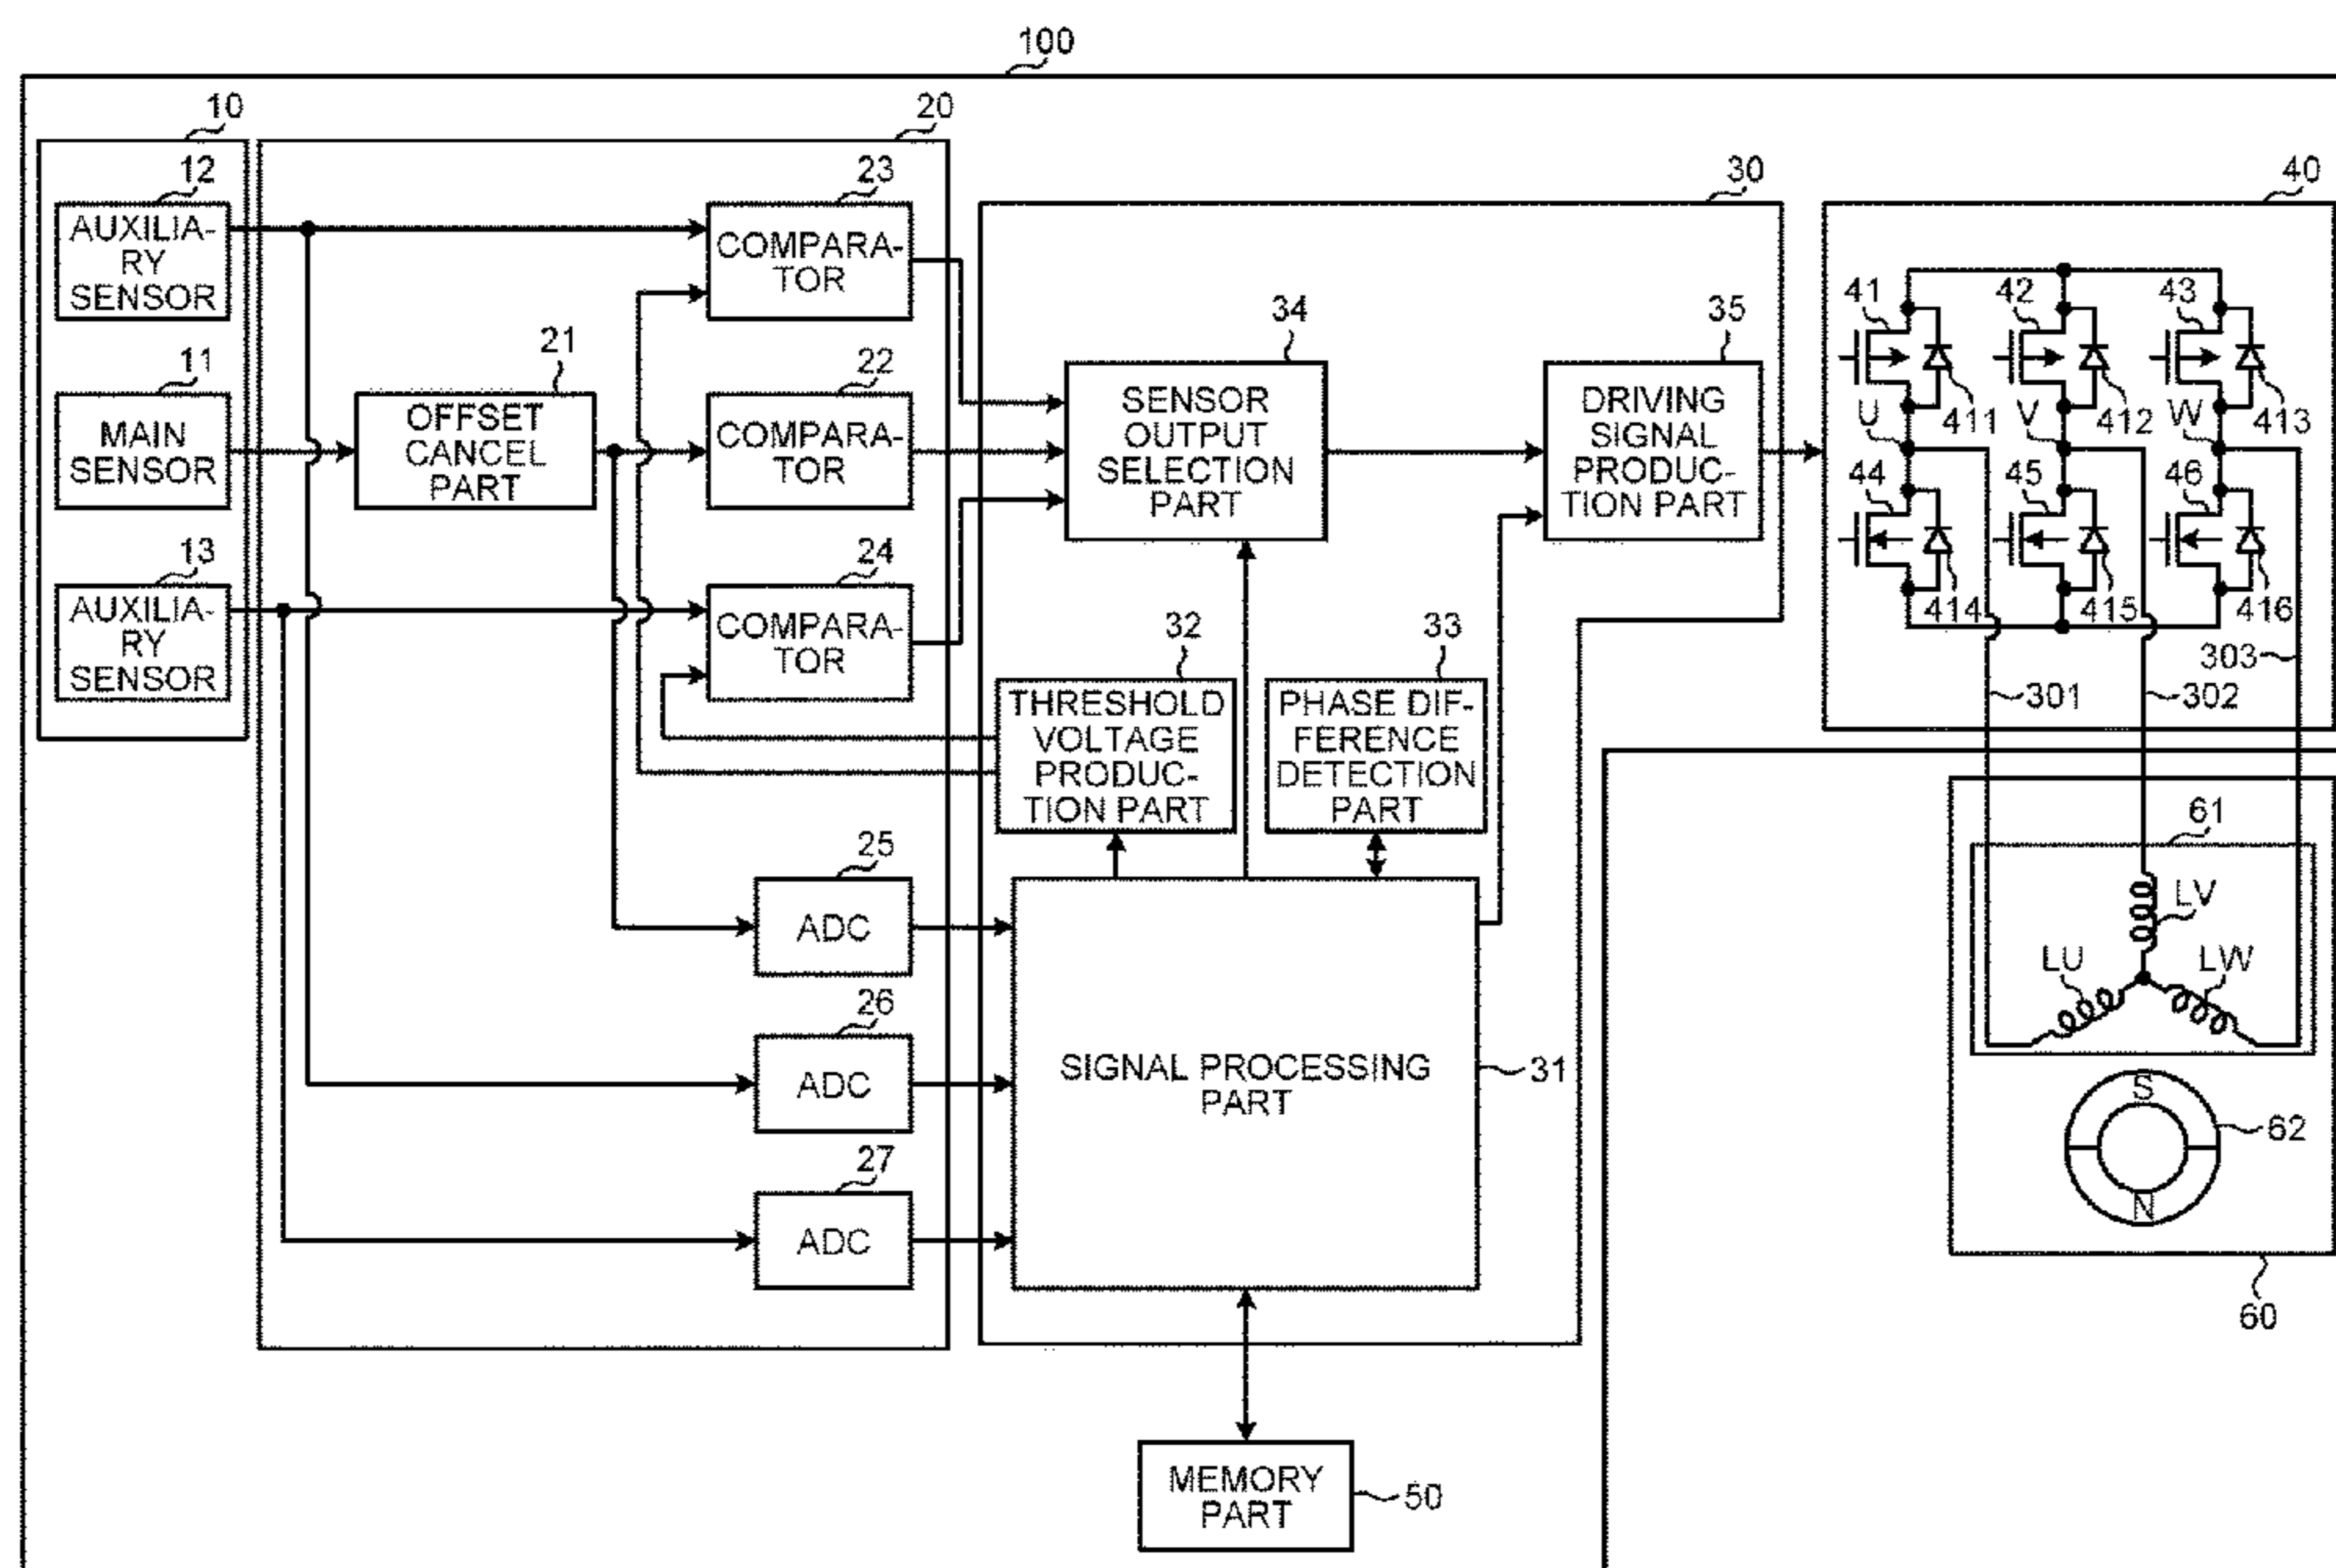 100
10
20
12
AUXILIA-
RY
SENSOR
11
MAIN
SENSOR
13
AUXILIA-
RY
SENSOR
21
OFFSET
CANCEL
PART
23
COMPARA-
TOR
22
COMPARA-
TOR
24
COMPARA-
TOR
25
ADC
26
ADC
27
ADC
30
34
SENSOR
OUTPUT
SELECTION
PART
35
DRIVING
SIGNAL
PRODUC-
TION PART
32
THRESHOLD
VOLTAGE
PRODUC-
TION PART
33
PHASE DIF-
FERENCE
DETECTION
PART
SIGNAL PROCESSING
PART
31
MEMORY
PART
50
40
41
42
43
U
411
V
412
W
413
44
45
46
414
415
416
303
301
302
61
LV
LU
LW
S
N
62
60